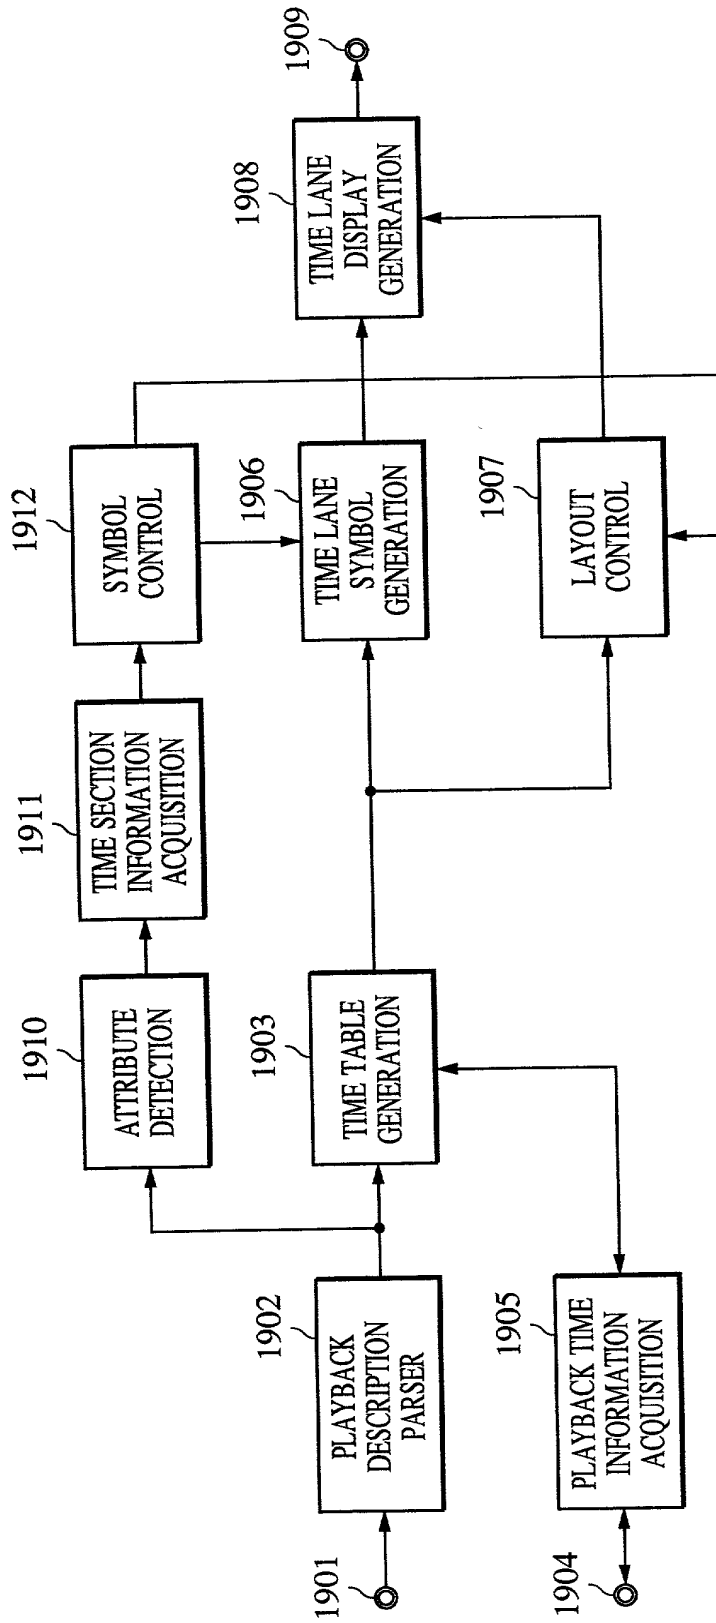 1901
1902
PLAYBACK
DESCRIPTION
PARSER
1910
ATTRIBUTE
DETECTION
1911
TIME SECTION
INFORMATION
ACQUISITION
1912
SYMBOL
CONTROL
1903
TIME TABLE
GENERATION
1906
TIME LANE
SYMBOL
GENERATION
1908
TIME LANE
DISPLAY
GENERATION
1909
1904
1905
PLAYBACK TIME
INFORMATION
ACQUISITION
1907
LAYOUT
CONTROL